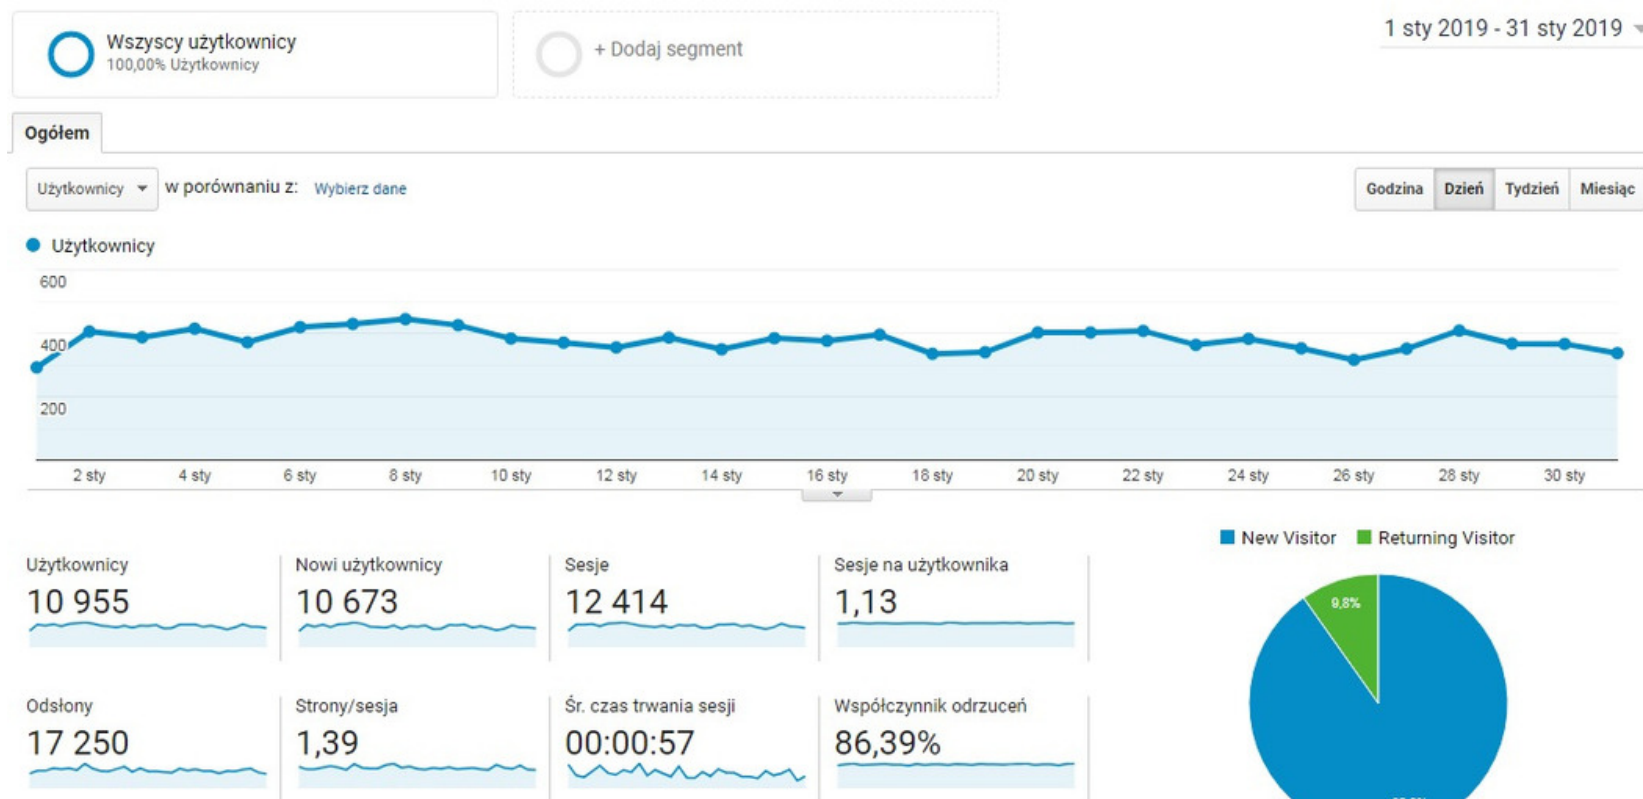 Wszyscy użytkownicy
100,00% Użytkownicy
+ Dodaj segment
1 sty 2019 - 31 sty 2019
Ogółem
Użytkownicy w porównaniu z: Wybierz dane
Godzina Dzień Tydzień Miesiąc
Użytkownicy
600
400
200
2 sty 4 sty 6 sty 8 sty 10 sty 12 sty 14 sty 16 sty 18 sty 20 sty 22 sty 24 sty 26 sty 28 sty 30 sty
New Visitor Returning Visitor
Użytkownicy
10 955
Nowi użytkownicy
10 673
Sesje
12 414
Sesje na użytkownika
1,13
9,8%
Odsłony
17 250
Strony/sesja
1,39
Śr. czas trwania sesji
00:00:57
Współczynnik odrzuceń
86,39%